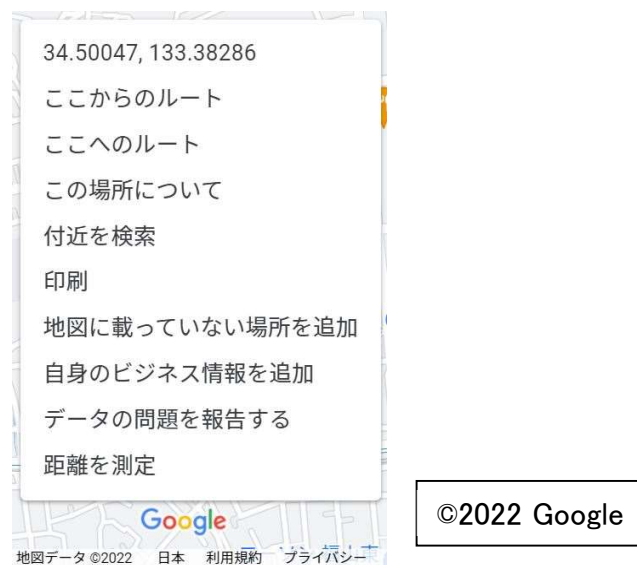 34.50047, 133.38286
ここからのルート
ここへのルート
この場所について
付近を検索
印刷
地図に載っていない場所を追加
自身のビジネス情報を追加
データの問題を報告する
距離を測定
Google
©2022 Google
地図データ ©2022 日本 利用規約 プライバシー